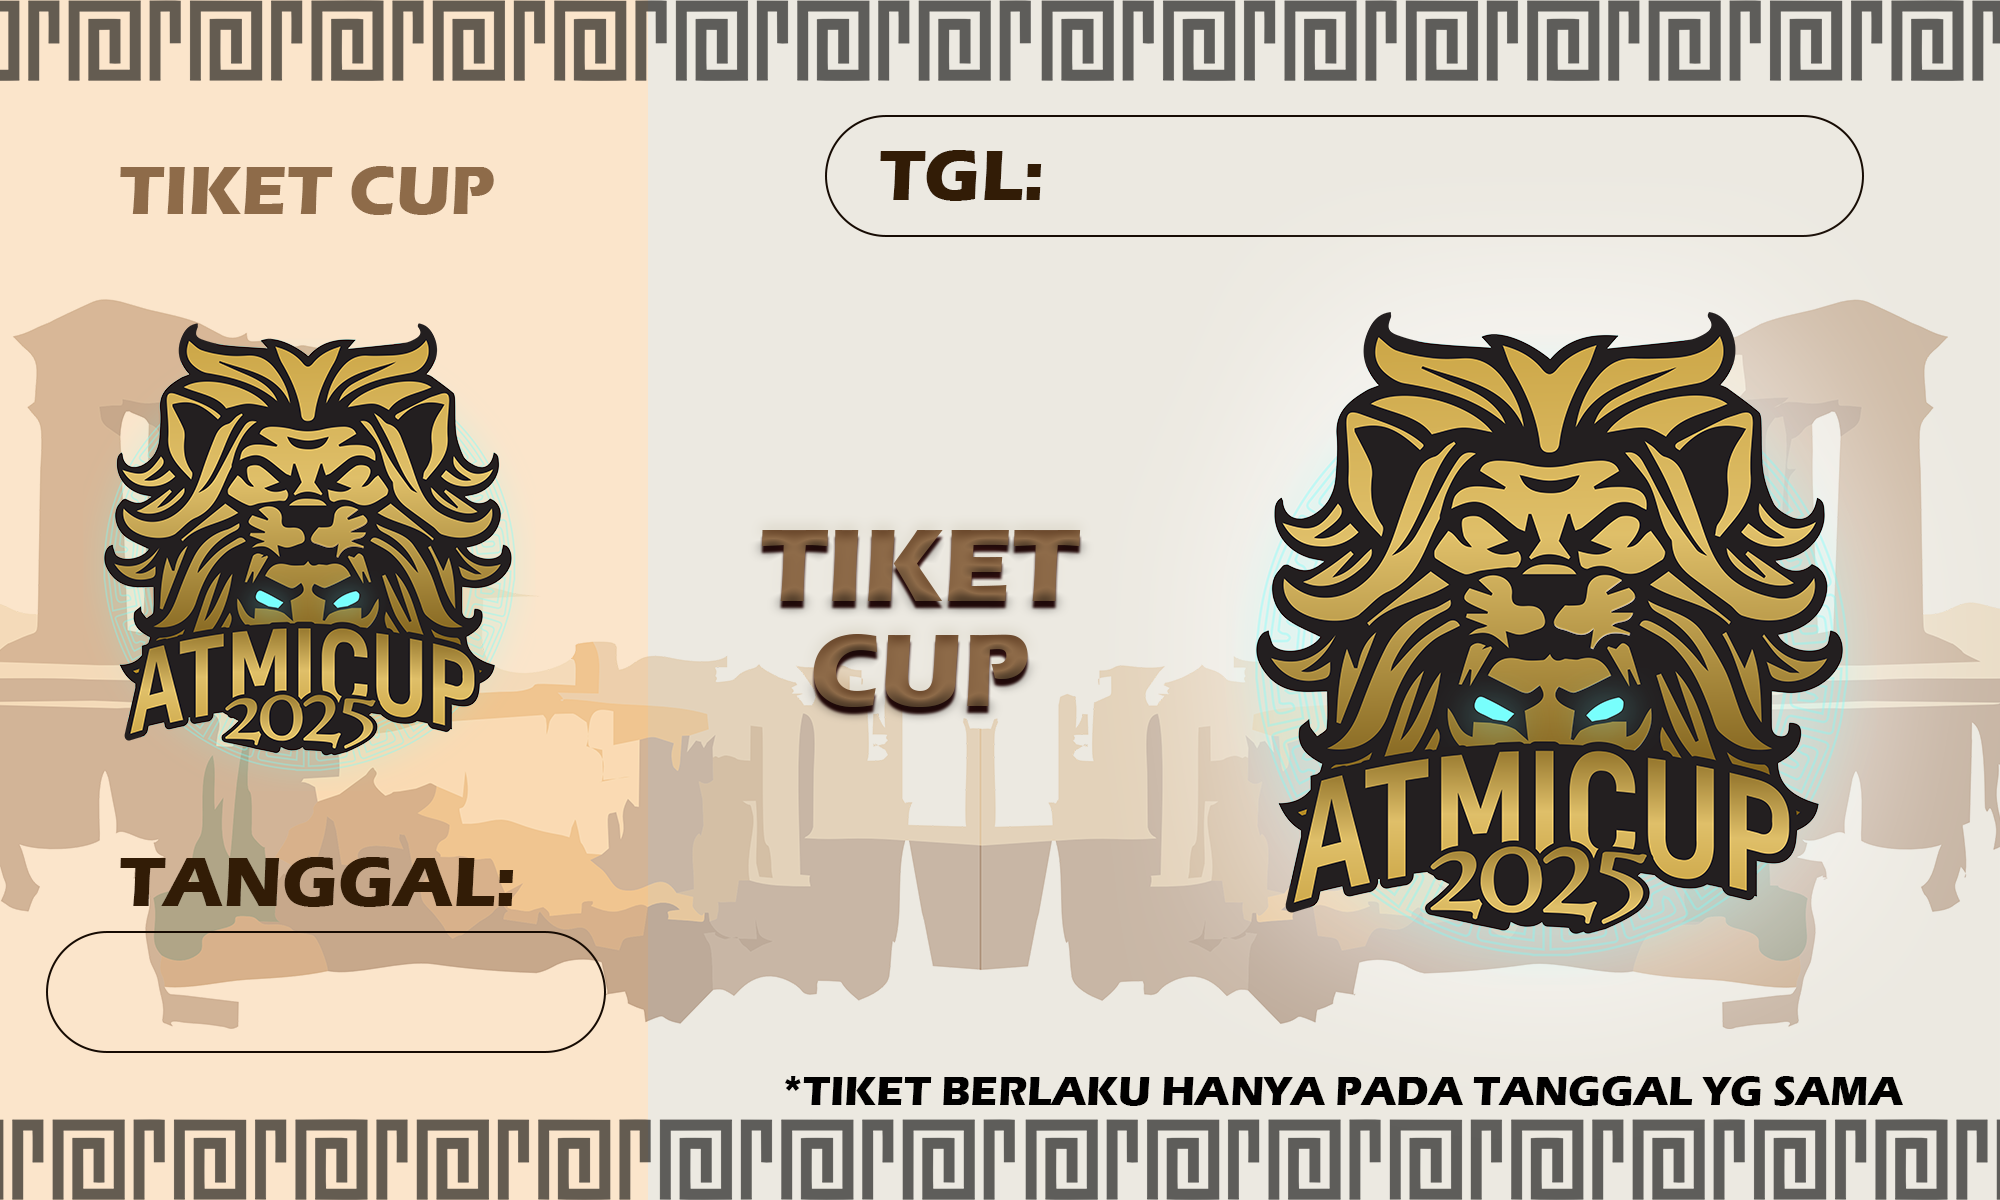 TIKET CUP
ATMICUP
2025
TANGGAL:
TGL:
TIKET
CUP
ATMICUP
2025
*TIKET BERLAKU HANYA PADA TANGGAL YG SAMA